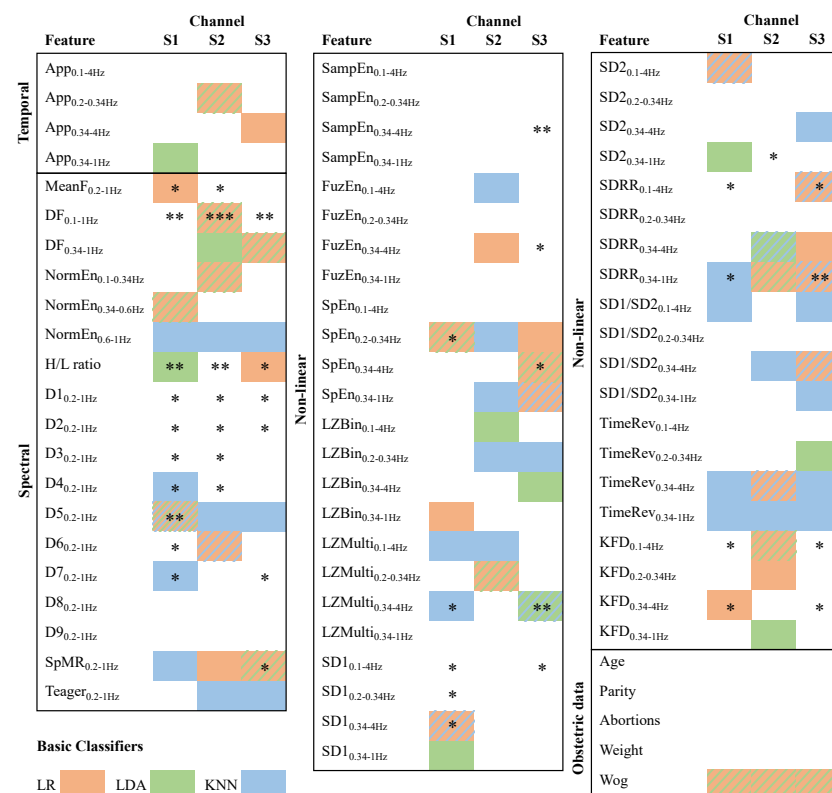 Channel
Feature S1 S2 S3
Temporal
App0.1-4Hz
App0.2-0.34Hz
App0.34-4Hz
App0.34-1Hz
Spectral
MeanF0.2-1Hz * *
DF0.1-1Hz ** *** **
DF0.34-1Hz
NormEn0.1-0.34Hz
NormEn0.34-0.6Hz
NormEn0.6-1Hz
H/L ratio ** ** *
D10.2-1Hz * * *
D20.2-1Hz * * *
D30.2-1Hz * *
D40.2-1Hz * *
D50.2-1Hz **
D60.2-1Hz *
D70.2-1Hz * *
D80.2-1Hz
D90.2-1Hz
SpMR0.2-1Hz *
Teager0.2-1Hz
Basic Classifiers
LR LDA KNN
Channel
Feature S1 S2 S3
Non-linear
SampEn0.1-4Hz
SampEn0.2-0.34Hz
SampEn0.34-4Hz **
SampEn0.34-1Hz
FuzEn0.1-4Hz
FuzEn0.2-0.34Hz
FuzEn0.34-4Hz *
FuzEn0.34-1Hz
SpEn0.1-4Hz
SpEn0.2-0.34Hz *
SpEn0.34-4Hz *
SpEn0.34-1Hz
LZBin0.1-4Hz
LZBin0.2-0.34Hz
LZBin0.34-4Hz
LZBin0.34-1Hz
LZMulti0.1-4Hz
LZMulti0.2-0.34Hz
LZMulti0.34-4Hz * **
LZMulti0.34-1Hz
SD10.1-4Hz * *
SD10.2-0.34Hz *
SD10.34-4Hz *
SD10.34-1Hz
Channel
Feature S1 S2 S3
Non-linear
SD20.1-4Hz
SD20.2-0.34Hz
SD20.34-4Hz
SD20.34-1Hz *
SDRR0.1-4Hz * *
SDRR0.2-0.34Hz
SDRR0.34-4Hz
SDRR0.34-1Hz * **
SD1/SD20.1-4Hz
SD1/SD20.2-0.34Hz
SD1/SD20.34-4Hz
SD1/SD20.34-1Hz
TimeRev0.1-4Hz
TimeRev0.2-0.34Hz
TimeRev0.34-4Hz
TimeRev0.34-1Hz
KFD0.1-4Hz * *
KFD0.2-0.34Hz
KFD0.34-4Hz * *
KFD0.34-1Hz
Obstetric data
Age
Parity
Abortions
Weight
Wog